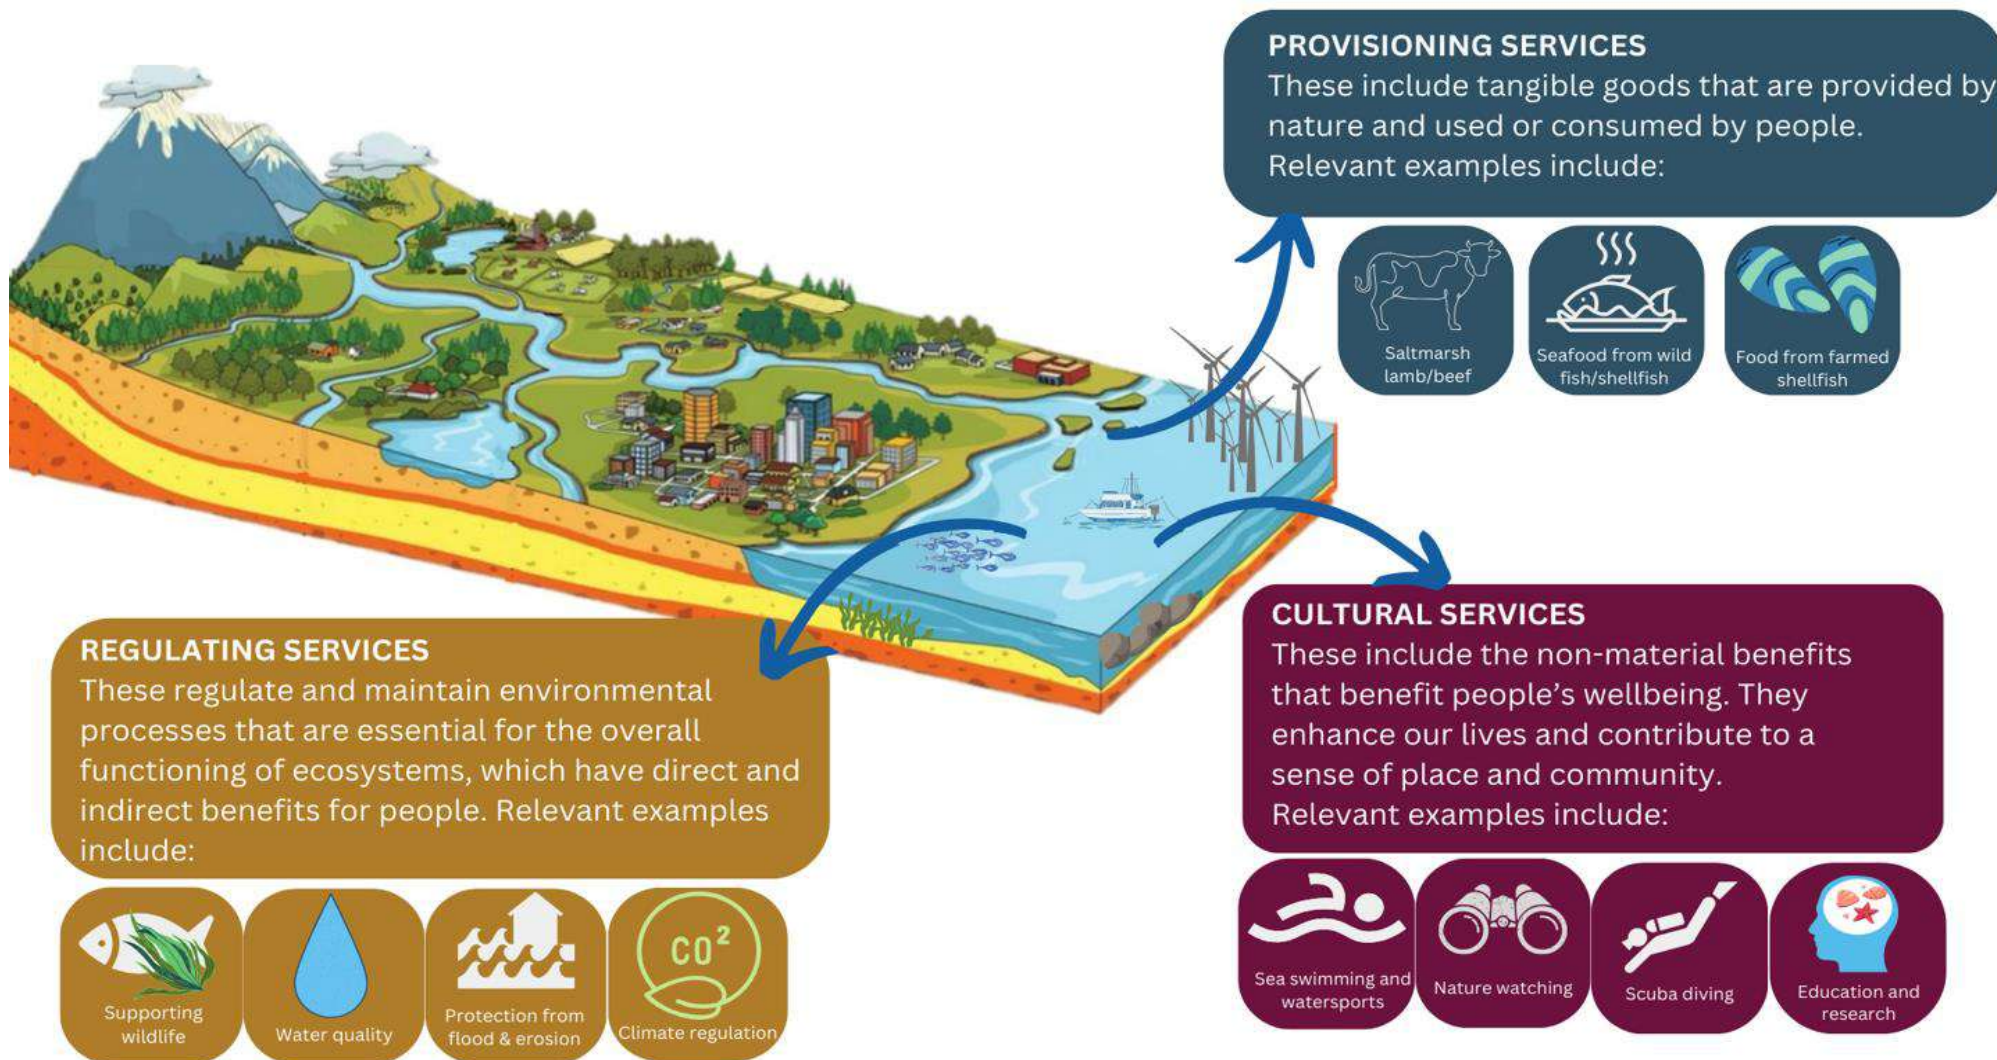 PROVISIONING SERVICES
These include tangible goods that are provided by
nature and used or consumed by people.
Relevant examples include:
Saltmarsh
lamb/beef
Seafood from wild
fish/shellfish
Food from farmed
shellfish
REGULATING SERVICES
These regulate and maintain environmental
processes that are essential for the overall
functioning of ecosystems, which have direct and
indirect benefits for people. Relevant examples
include:
Supporting
wildlife
Water quality
Protection from
flood & erosion
CO²
Climate regulation
CULTURAL SERVICES
These include the non-material benefits
that benefit people’s wellbeing. They
enhance our lives and contribute to a
sense of place and community.
Relevant examples include:
Sea swimming and
watersports
Nature watching
Scuba diving
Education and
research